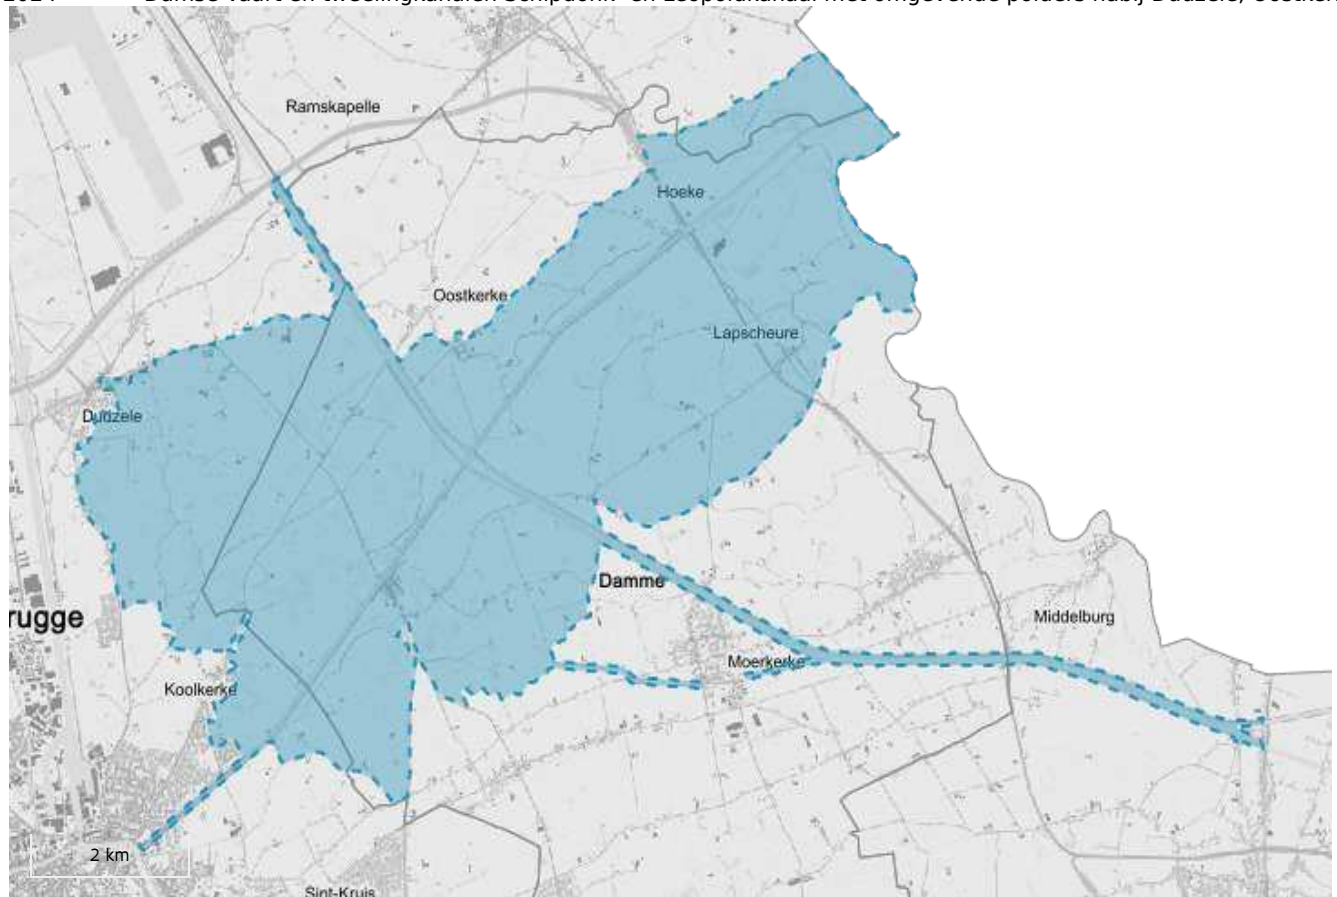 Damse vaart en tweelingkanalen Schipdonk- en Leopoldkanaal met omgevende polders nabij Dudzele,
Ramskapelle
Hoeke
Oostkerke
Lapscheure
Dudzele
Damme
rugge
Middelburg
Moerkerke
Koolkerke
2 km
Sint-Kruis